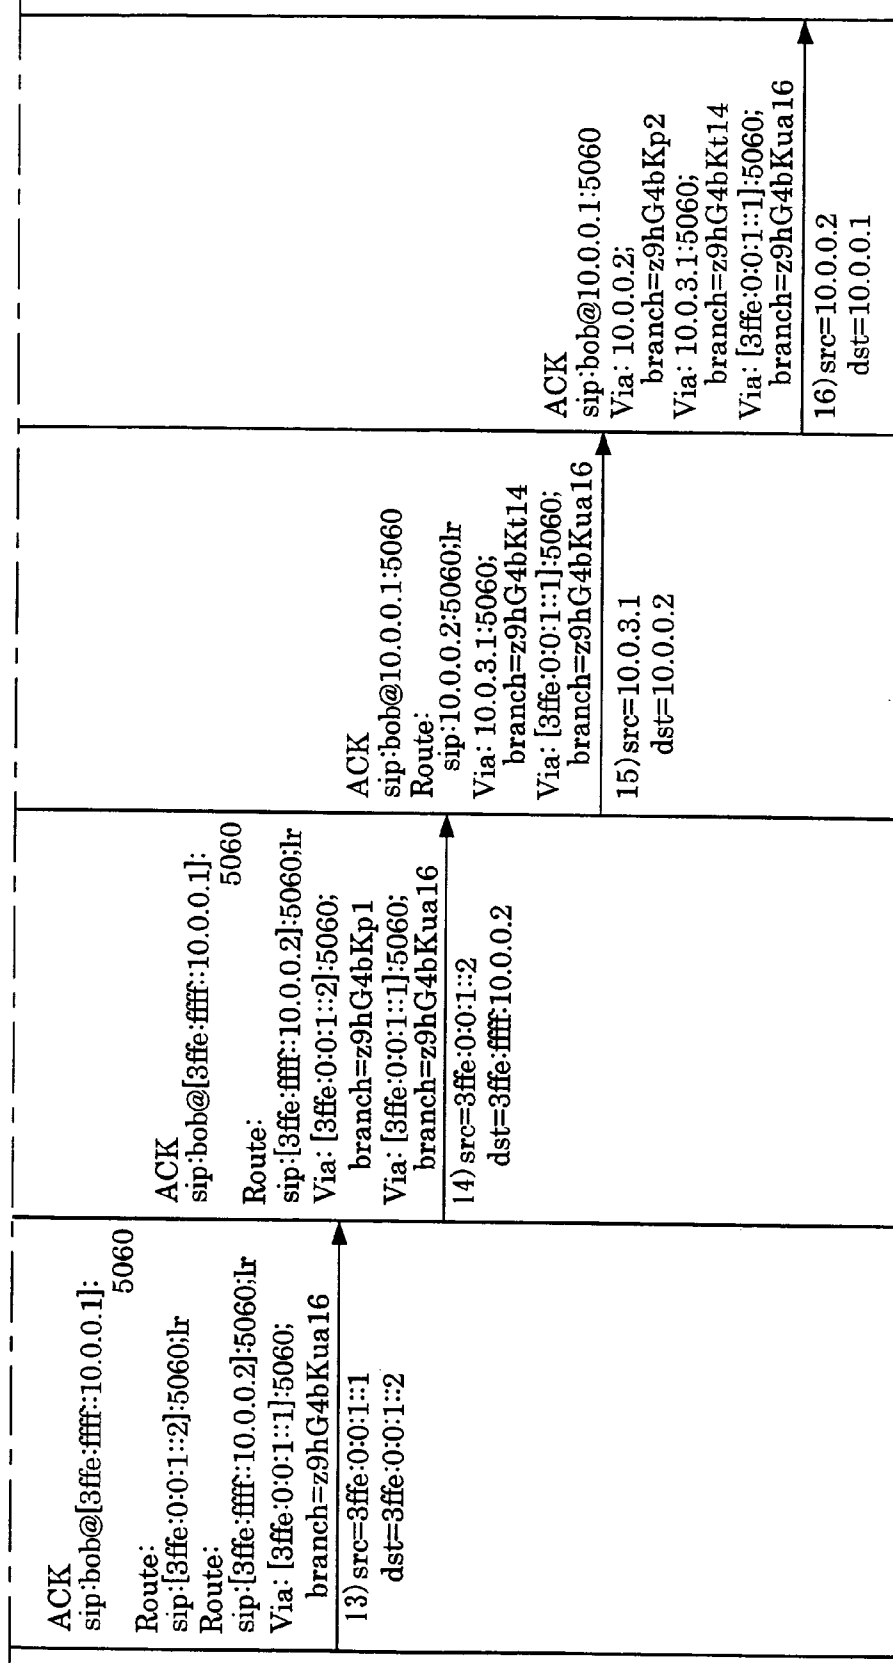 ACK
sip:bob@[3ffe:ffff::10.0.0.1]:
5060
Route:
sip:[3ffe:0:0:1::2]:5060;lr
Route:
sip:[3ffe:ffff::10.0.0.2]:5060;lr
Via: [3ffe:0:0:1::1]:5060;
branch=z9hG4bKua16
13) src=3ffe:0:0:1::1
dst=3ffe:0:0:1::2
ACK
sip:bob@[3ffe:ffff::10.0.0.1]:
5060
Route:
sip:[3ffe:ffff::10.0.0.2]:5060;lr
Via: [3ffe:0:0:1::2]:5060;
branch=z9hG4bKp1
Via: [3ffe:0:0:1::1]:5060;
branch=z9hG4bKua16
14) src=3ffe:0:0:1::2
dst=3ffe:ffff:10.0.0.2
ACK
sip:bob@10.0.0.1:5060
Route:
sip:10.0.0.2:5060;lr
Via: 10.0.3.1:5060;
branch=z9hG4bKt14
Via: [3ffe:0:0:1::1]:5060;
branch=z9hG4bKua16
15) src=10.0.3.1
dst=10.0.0.2
ACK
sip:bob@10.0.0.1:5060
Via: 10.0.0.2;
branch=z9hG4bKp2
Via: 10.0.3.1:5060;
branch=z9hG4bKt14
Via: [3ffe:0:0:1::1]:5060;
branch=z9hG4bKua16
16) src=10.0.0.2
dst=10.0.0.1